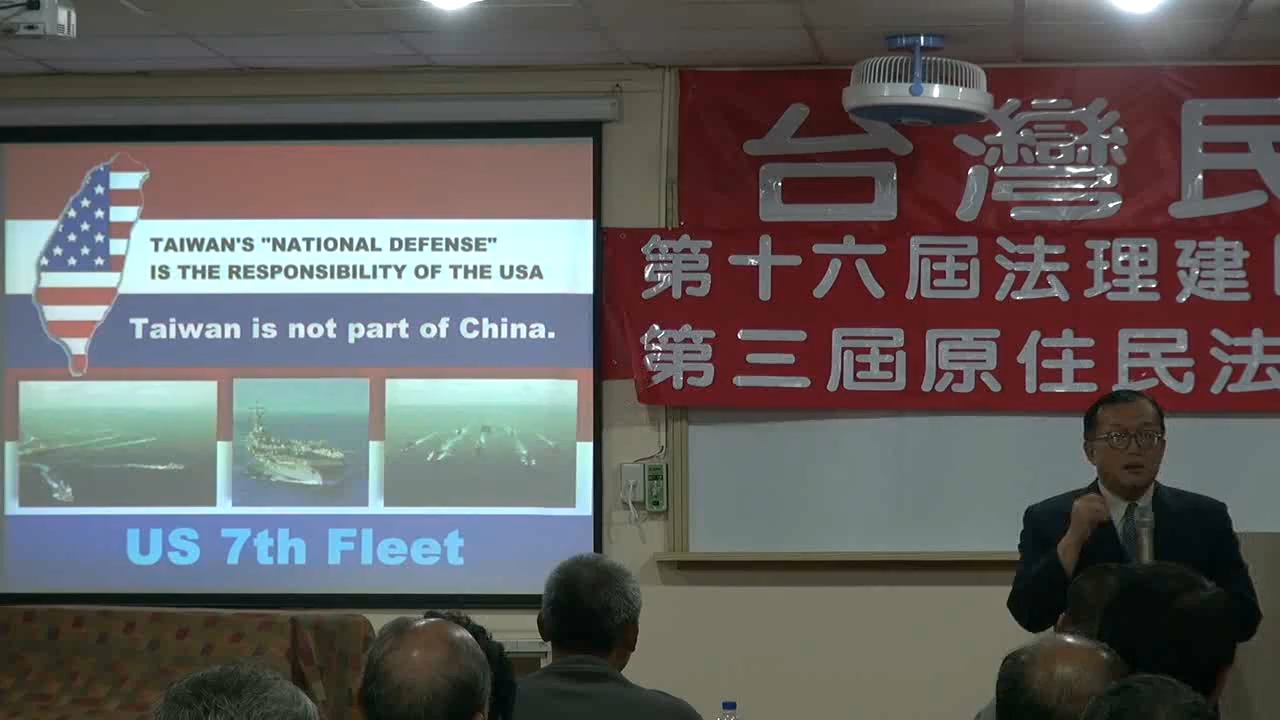 TAIWAN'S "NATIONAL DEFENSE"
IS THE RESPONSIBILITY OF THE USA
Taiwan is not part of China.
US 7th Fleet
台灣民
第十六屆法理建
第三屆原住民法